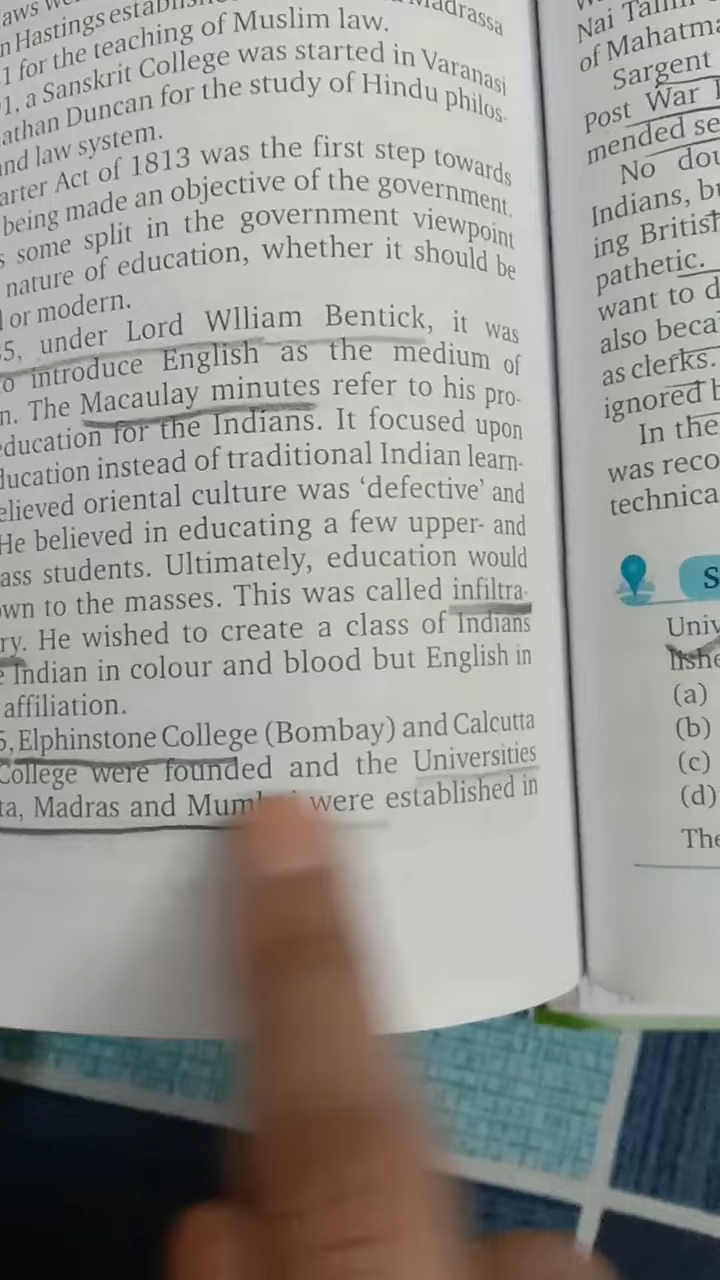 Madrassa
n Hastings
1 for the teaching of Muslim law.
1, a Sanskrit College was started in Varanasi
athan Duncan for the study of Hindu philos-
and law system.
arter Act of 1813 was the first step towards
being made an objective of the government.
s some split in the government viewpoint
nature of education, whether it should be
l or modern.
35, under Lord Wlliam Bentick, it was
to introduce English as the medium of
n. The Macaulay minutes refer to his pro-
education for the Indians. It focused upon
ducation instead of traditional Indian learn-
elieved oriental culture was ‘defective’ and
He believed in educating a few upper- and
ass students. Ultimately, education would
own to the masses. This was called infiltra-
ry. He wished to create a class of Indians
e Indian in colour and blood but English in
affiliation.
5, Elphinstone College (Bombay) and Calcutta
College were founded and the Universities
ta, Madras and were established in
Nai
of Mahatma
Sargent
Post War
mended se
No dou
Indians, bu
ing British
pathetic.
want to d
also beca
as clerks.
ignored b
In the
was reco
technica
S
Univ
lishe
(a)
(b)
(c)
(d)
The